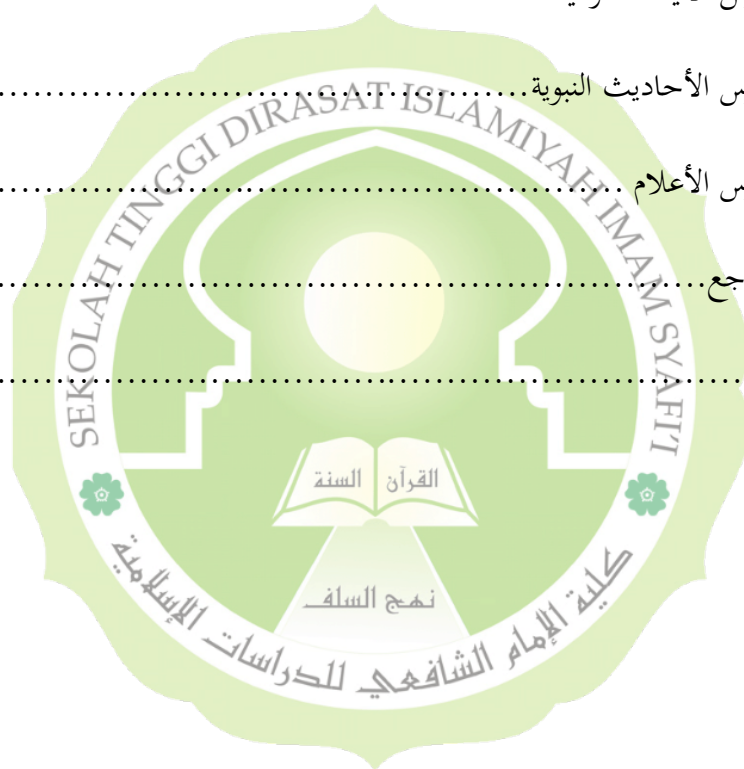 س الأحاديث النبوية.......................................
س الأعلام .......................................................
جع...............................................................
...................................................................
SEKOLAH TINGGI DIRASAT ISLAMIYAH IMAM SYAFI'I
القرآن السنة
نهج السلف
كلية الإمام الشافعي للدراسات الإسلامية